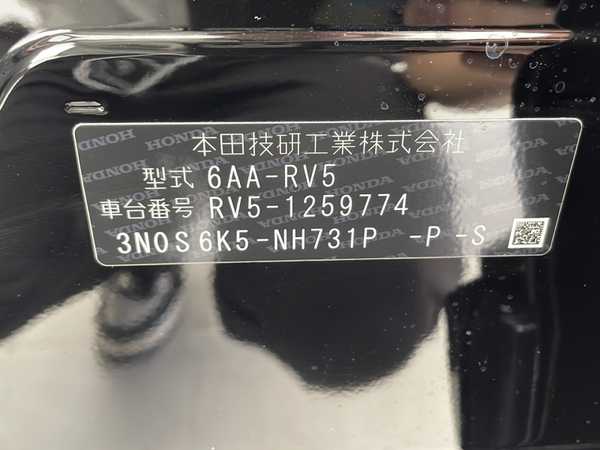 本田技研工業株式会社
型式 6AA-RV5
車台番号 RV5-1259774
3N0S6K5-NH731P -P -S